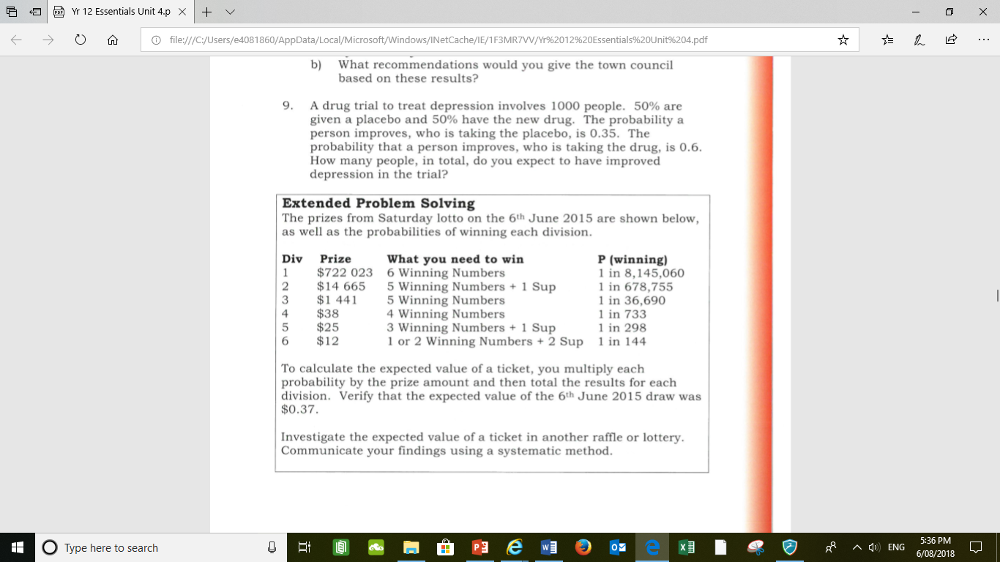 Yr 12 Essentials Unit 4.p
file:///C:/Users/e4081860/AppData/Local/Microsoft/Windows/INetCache/IE/1F3MR7VV/Yr%2012%20Essentials%20Unit%204.pdf
b) What recommendations would you give the town council
based on these results?
9. A drug trial to treat depression involves 1000 people. 50% are
given a placebo and 50% have the new drug. The probability a
person improves, who is taking the placebo, is 0.35. The
probability that a person improves, who is taking the drug, is 0.6.
How many people, in total, do you expect to have improved
depression in the trial?
Extended Problem Solving
The prizes from Saturday lotto on the 6th June 2015 are shown below,
as well as the probabilities of winning each division.
Div Prize What you need to win P (winning)
1 $722 023 6 Winning Numbers 1 in 8,145,060
2 $14 665 5 Winning Numbers + 1 Sup 1 in 678,755
3 $1 441 5 Winning Numbers 1 in 36,690
4 $38 4 Winning Numbers 1 in 733
5 $25 3 Winning Numbers + 1 Sup 1 in 298
6 $12 1 or 2 Winning Numbers + 2 Sup 1 in 144
To calculate the expected value of a ticket, you multiply each
probability by the prize amount and then total the results for each
division. Verify that the expected value of the 6th June 2015 draw was
$0.37.
Investigate the expected value of a ticket in another raffle or lottery.
Communicate your findings using a systematic method.
Type here to search
ENG
5:36 PM
6/08/2018